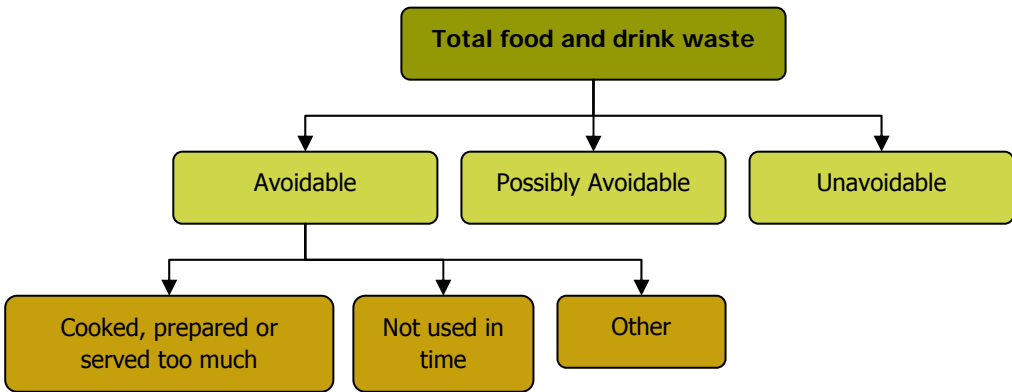 Total food and drink waste
Avoidable
Possibly Avoidable
Unavoidable
Cooked, prepared or
served too much
Not used in
time
Other